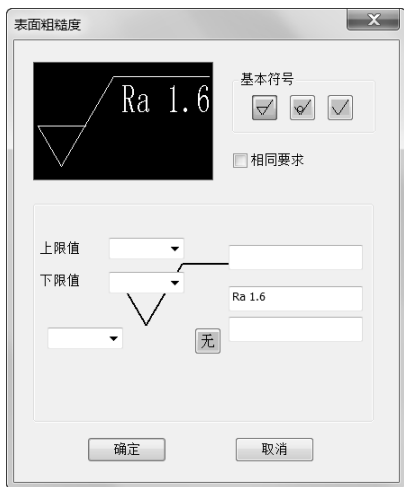 表面粗糙度
Ra 1.6
基本符号
相同要求
上限值
下限值
Ra 1.6
无
确定
取消